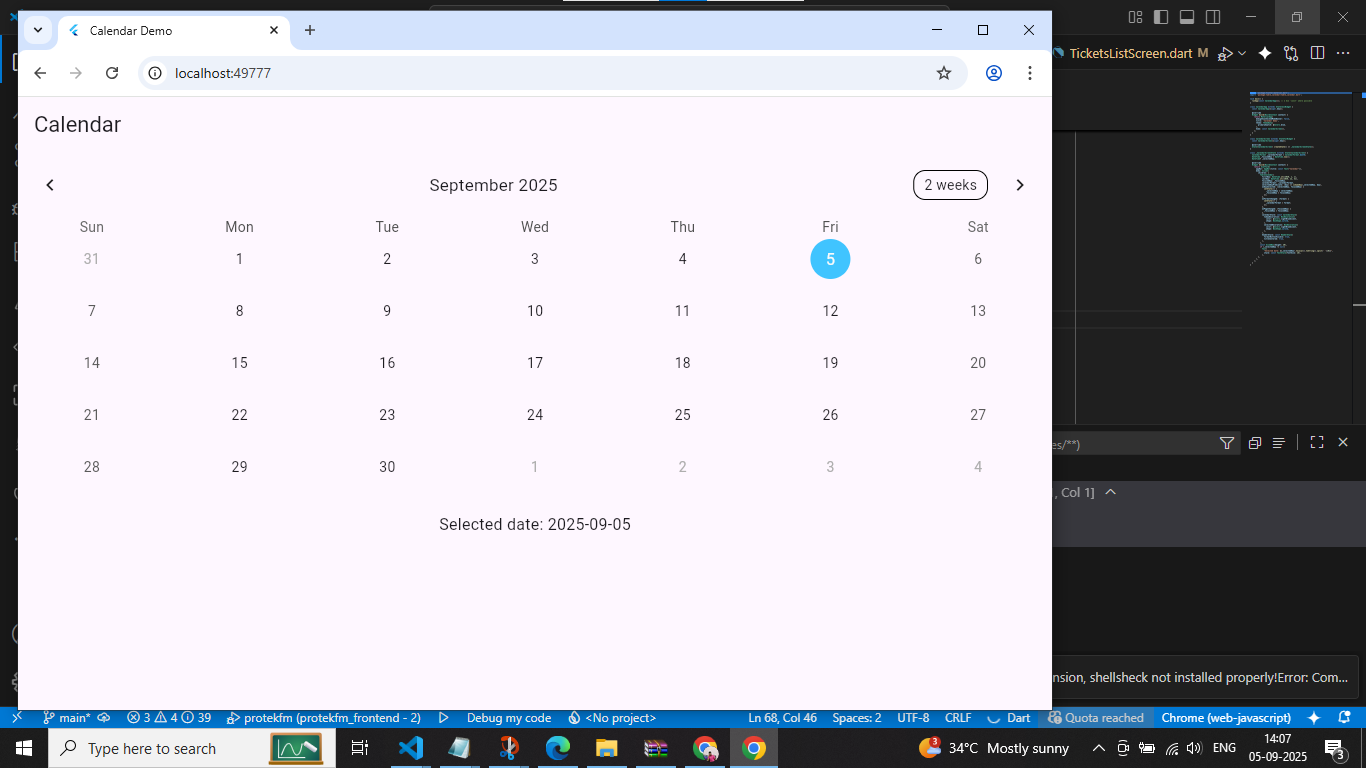 Calendar Demo
localhost:49777
TicketsListScreen.dart M
Calendar
September 2025
2 weeks
Sun Mon Tue Wed Thu Fri Sat
31 1 2 3 4 5 6
7 8 9 10 11 12 13
14 15 16 17 18 19 20
21 22 23 24 25 26 27
28 29 30 1 2 3 4
es/**)
, Col 1]
Selected date: 2025-09-05
nsion, shellsheck not installed properly!Error: Com...
main* 3 4 39 protekfm (protekfm_frontend - 2) Debug my code <No project> Ln 68, Col 46 Spaces: 2 UTF-8 CRLF Dart Quota reached Chrome (web-javascript)
Type here to search 3 34°C Mostly sunny ENG 14:07
05-09-2025 3